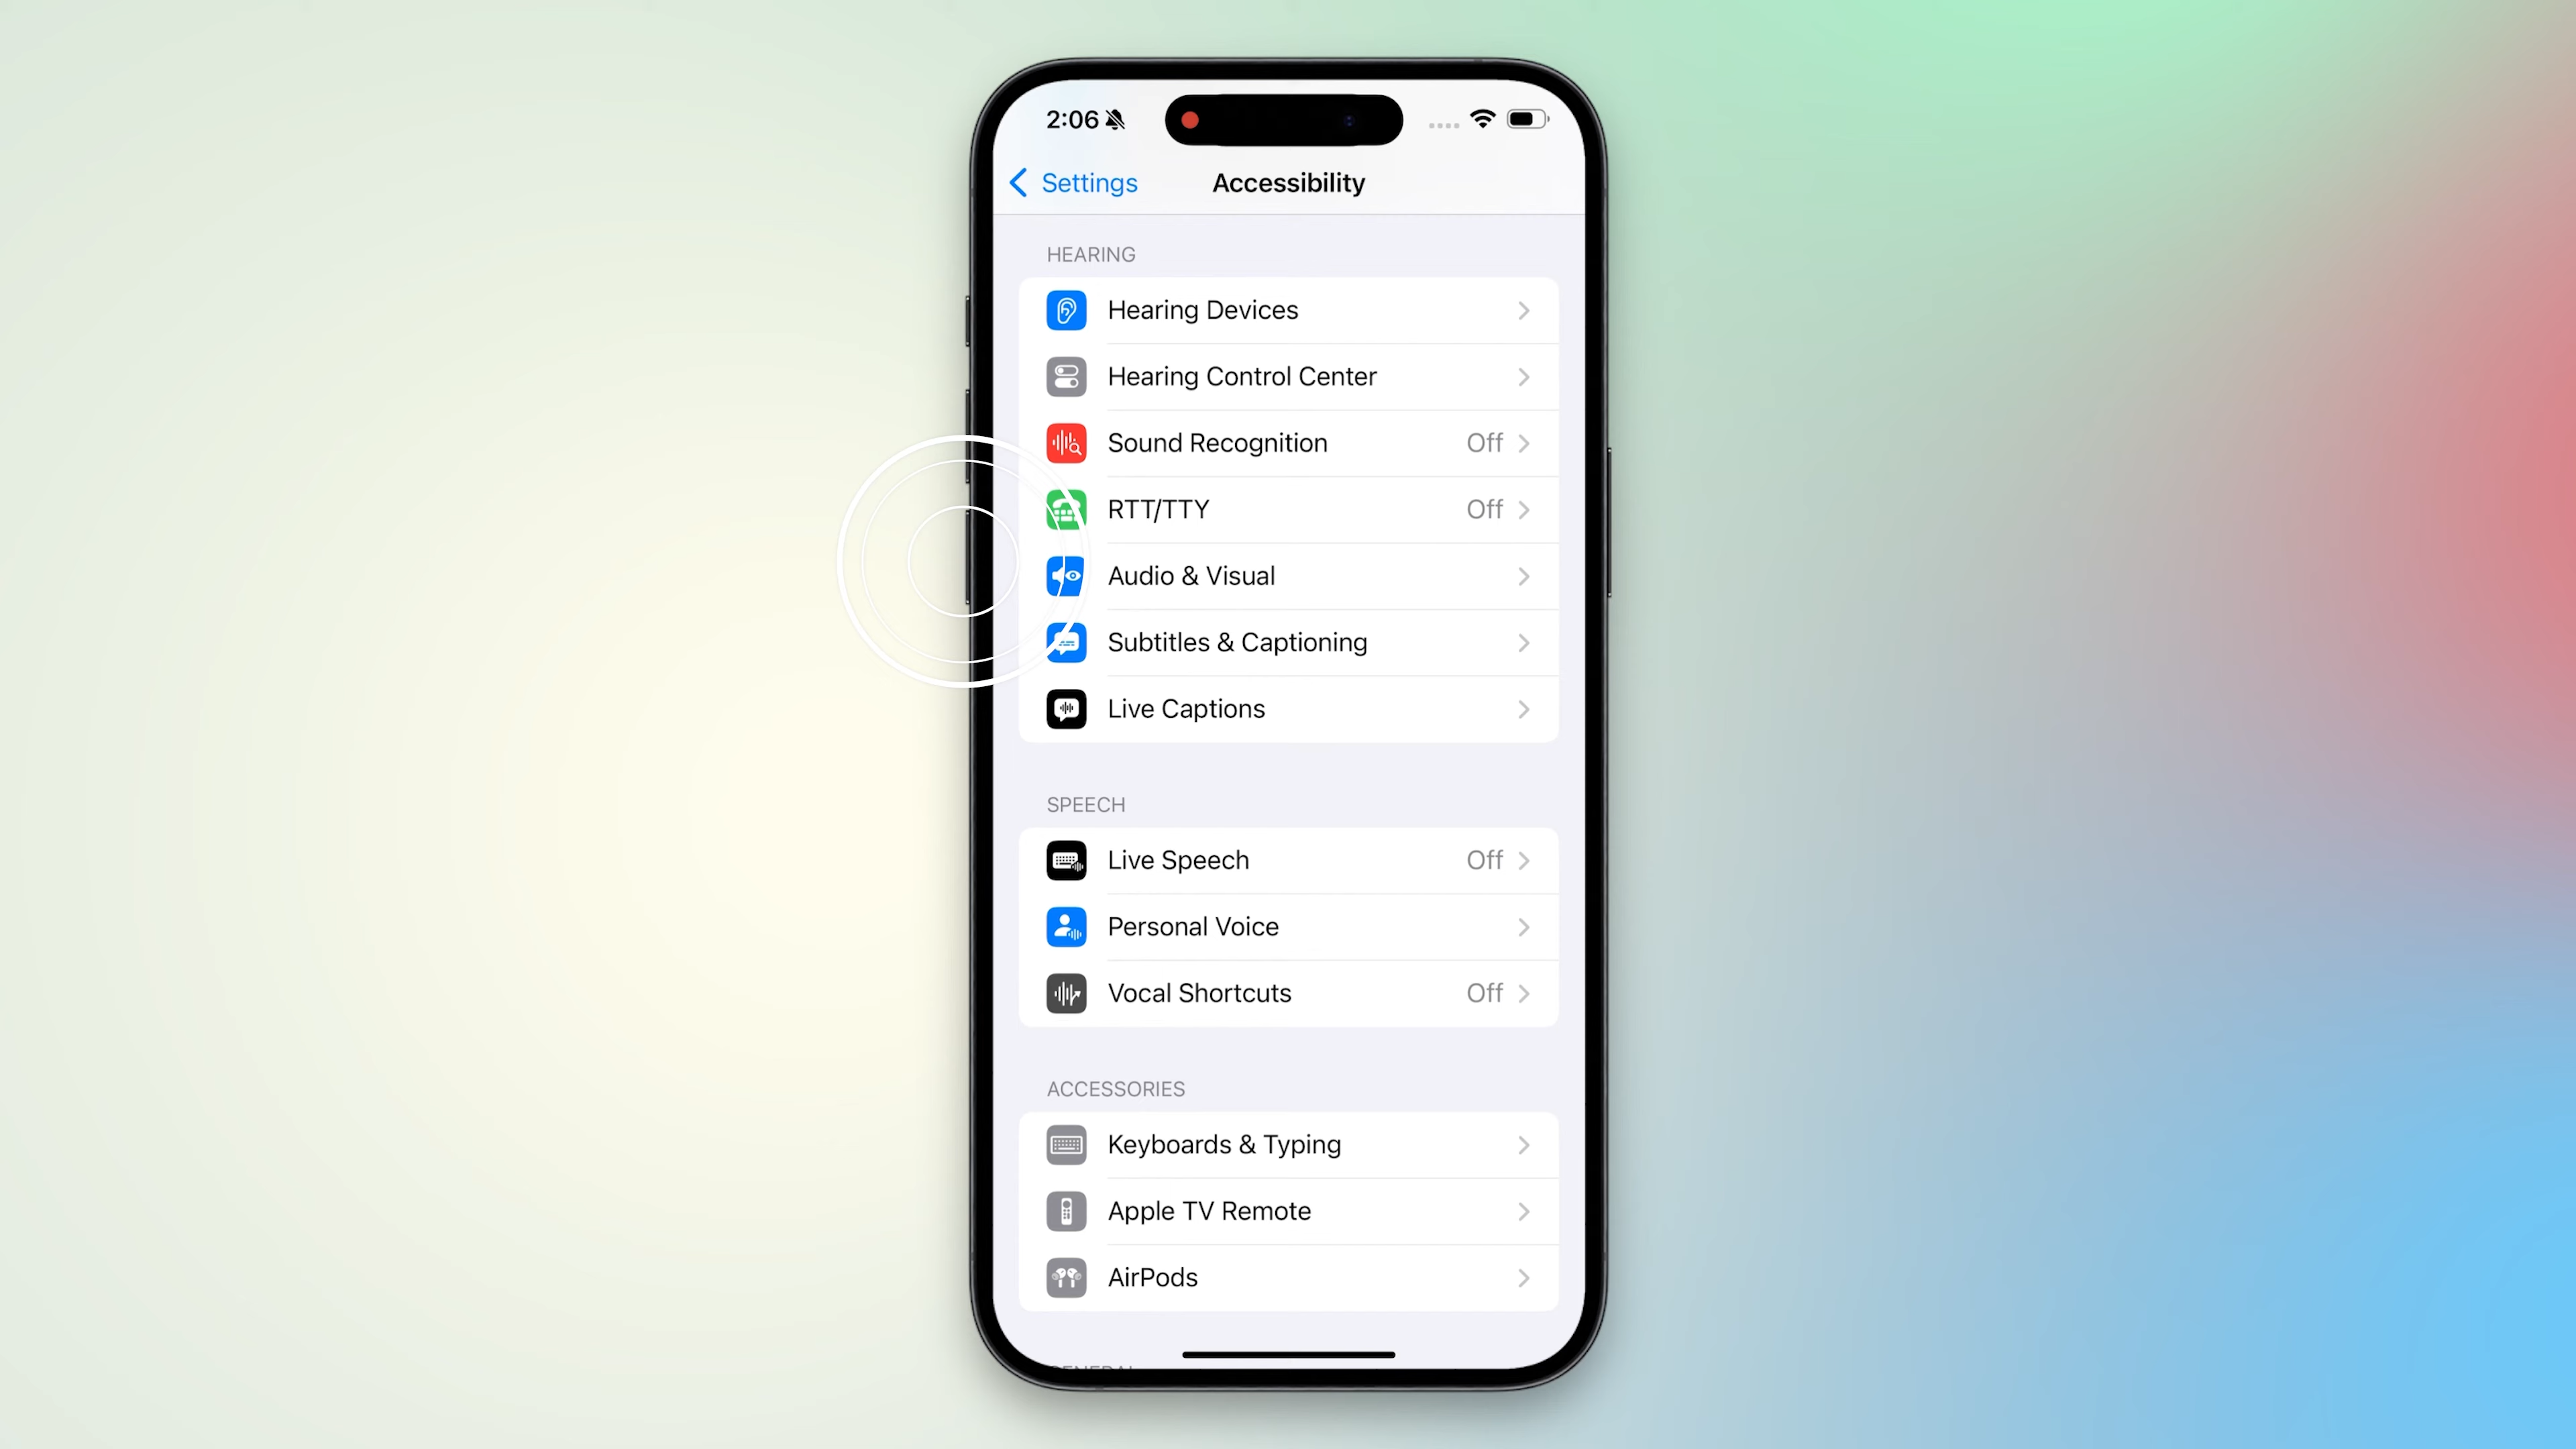 2:06
Settings
Accessibility
HEARING
Hearing Devices
Hearing Control Center
Sound Recognition Off
RTT/TTY Off
Audio & Visual
Subtitles & Captioning
Live Captions
SPEECH
Live Speech Off
Personal Voice
Vocal Shortcuts Off
ACCESSORIES
Keyboards & Typing
Apple TV Remote
AirPods
GENERAL